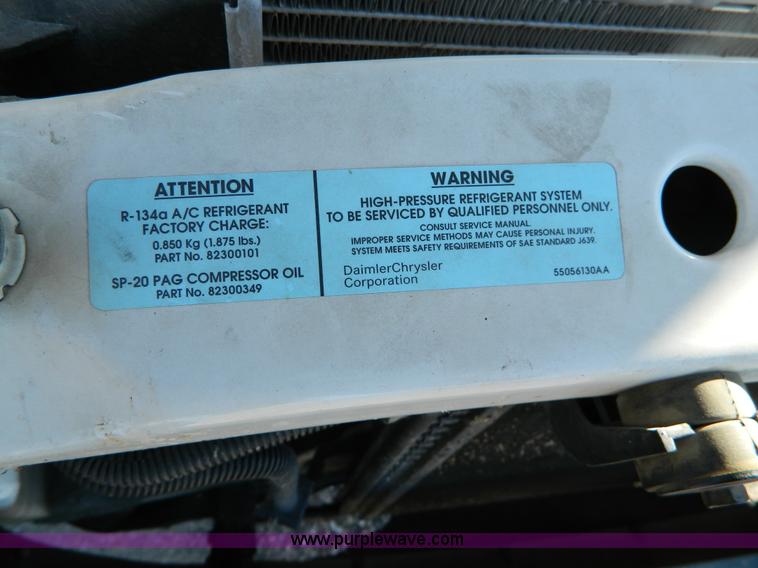 ATTENTION
R-134a A/C REFRIGERANT
FACTORY CHARGE:
0.850 Kg (1.875 lbs.)
PART No. 82300101
SP-20 PAG COMPRESSOR OIL
PART No. 82300349
WARNING
HIGH-PRESSURE REFRIGERANT SYSTEM
TO BE SERVICED BY QUALIFIED PERSONNEL ONLY.
CONSULT SERVICE MANUAL.
IMPROPER SERVICE METHODS MAY CAUSE PERSONAL INJURY.
SYSTEM MEETS SAFETY REQUIREMENTS OF SAE STANDARD J639.
DaimlerChrysler
Corporation
55056130AA
www.purplewave.com